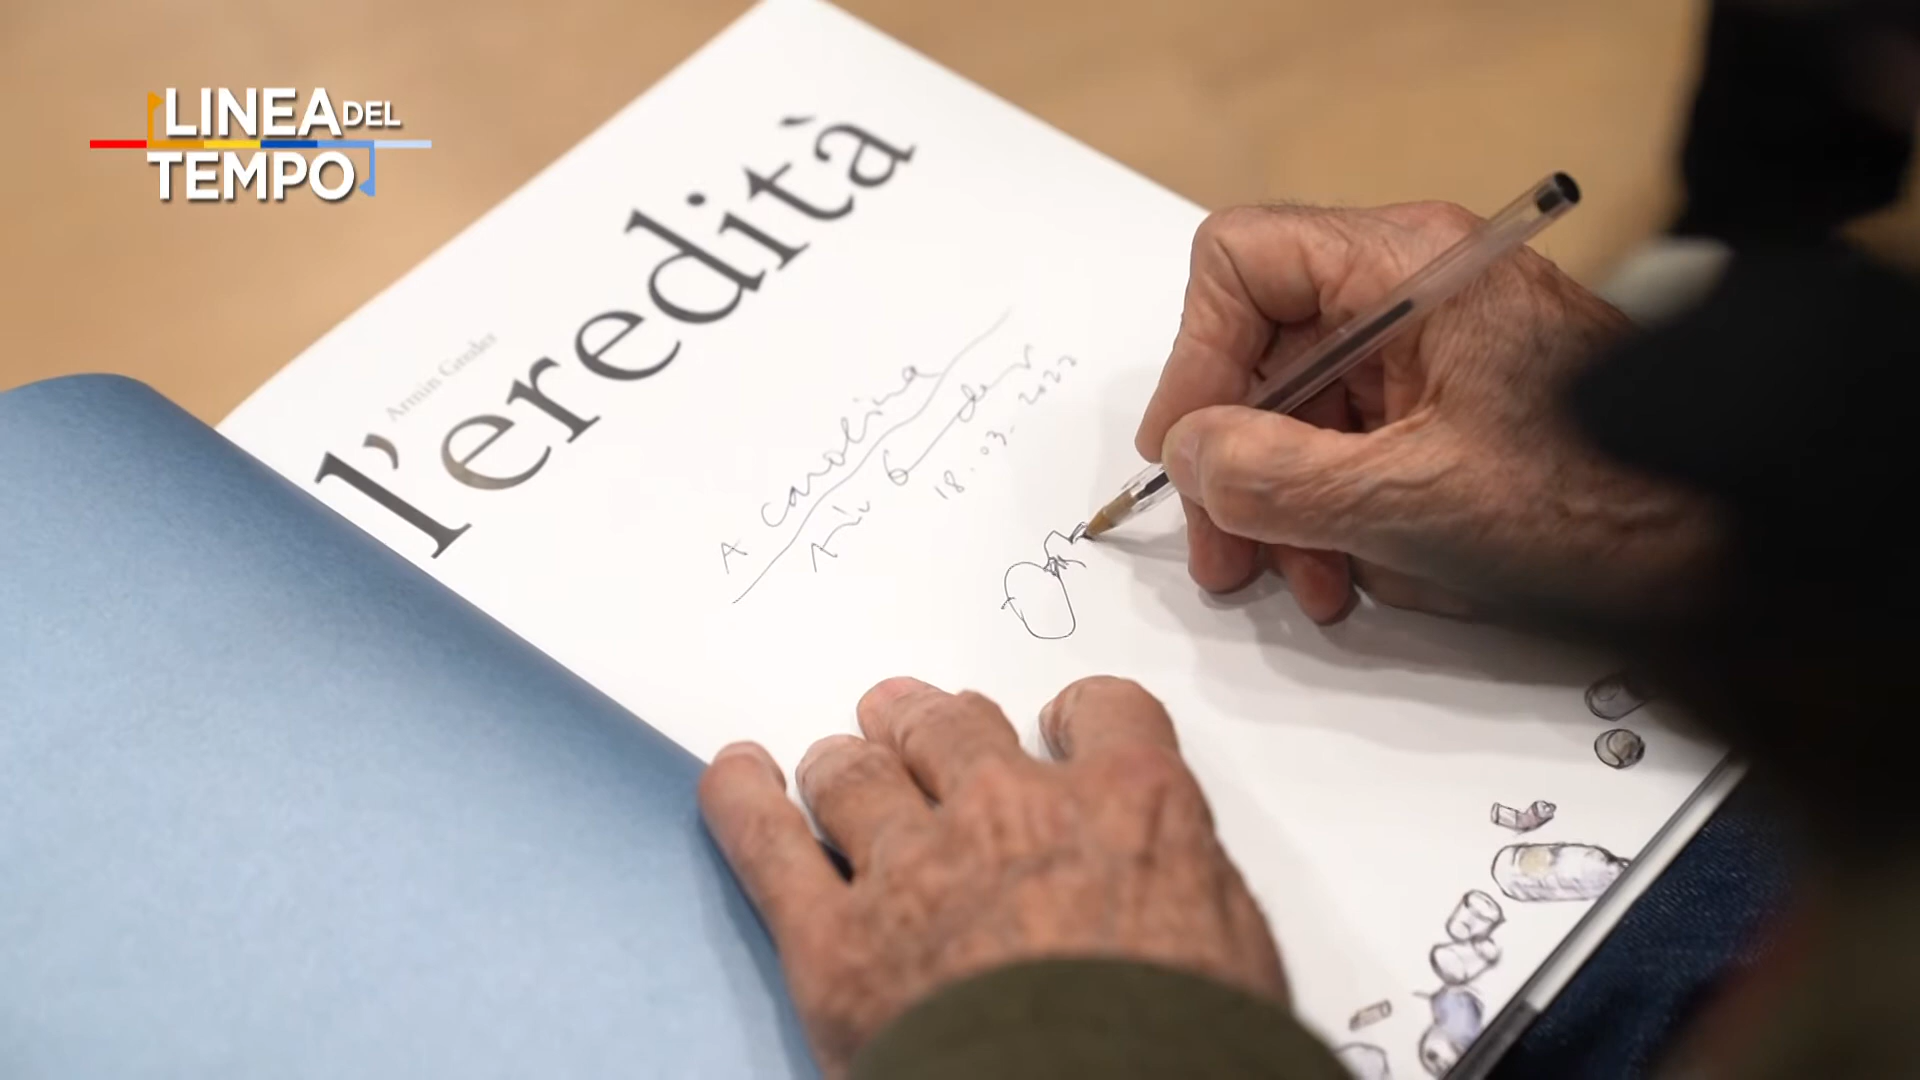 LINEA DEL
TEMPO
Armin Greder
l'eredità
A carolina
18.03.2022